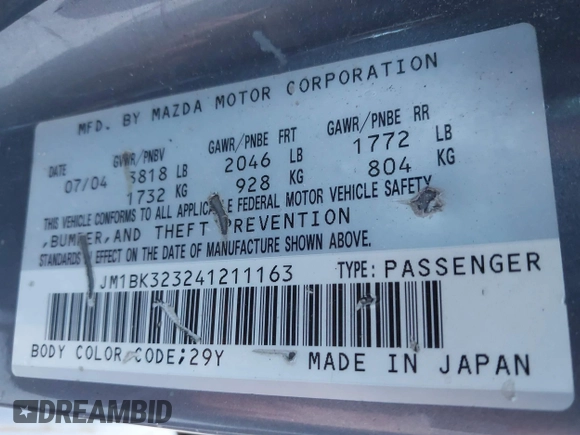 MFD. BY MAZDA MOTOR CORPORATION
DATE GVWR/PNBV GAWR/PNBE FRT GAWR/PNBE RR
07/04 3818 LB 2046 LB 1772 LB
1732 KG 928 KG 804 KG
THIS VEHICLE CONFORMS TO ALL APPLICABLE FEDERAL MOTOR VEHICLE SAFETY
,BUMPER,AND THEFT PREVENTION
STANDARDS IN EFFECT ON THE DATE OF MANUFACTURE SHOWN ABOVE.
JM1BK323241211163 TYPE: PASSENGER
BODY COLOR CODE;29Y MADE IN JAPAN
DREAMBID